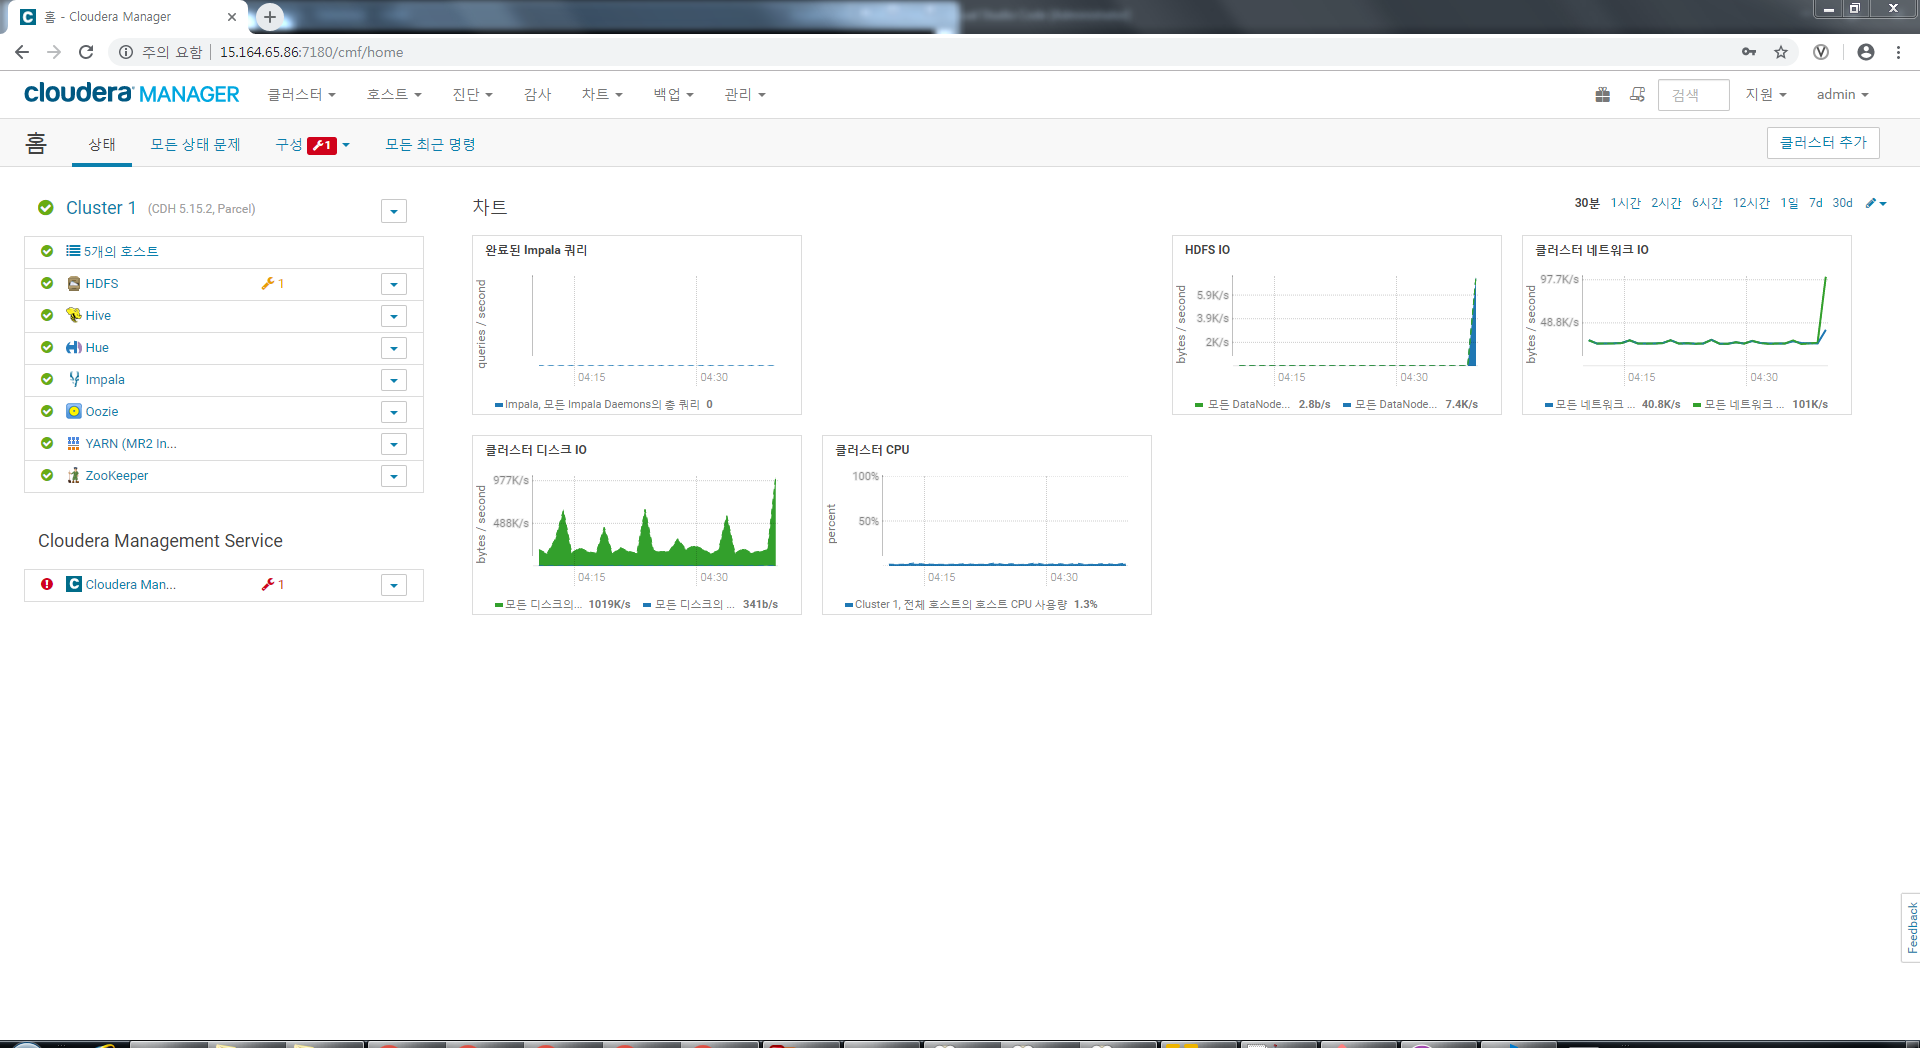 홈 - Cloudera Manager
주의 요함 15.164.65.86:7180/cmf/home
cloudera MANAGER 클러스터 호스트 진단 감사 차트 백업 관리 검색 지원 admin
홈 상태 모든 상태 문제 구성 1 모든 최근 명령 클러스터 추가
Cluster 1 (CDH 5.15.2, Parcel)
5개의 호스트
HDFS 1
Hive
Hue
Impala
Oozie
YARN (MR2 In...
ZooKeeper
Cloudera Management Service
Cloudera Man... 1
차트
30분 1시간 2시간 6시간 12시간 1일 7d 30d
완료된 Impala 쿼리
queries / second
04:15 04:30
Impala, 모든 Impala Daemons의 총 쿼리 0
HDFS IO
bytes / second
5.9K/s
3.9K/s
2K/s
04:15 04:30
모든 DataNode... 2.8b/s 모든 DataNode... 7.4K/s
클러스터 네트워크 IO
bytes / second
97.7K/s
48.8K/s
04:15 04:30
모든 네트워크 ... 40.8K/s 모든 네트워크 ... 101K/s
클러스터 디스크 IO
bytes / second
977K/s
488K/s
04:15 04:30
모든 디스크의... 1019K/s 모든 디스크의 ... 341b/s
클러스터 CPU
percent
100%
50%
04:15 04:30
Cluster 1, 전체 호스트의 호스트 CPU 사용량 1.3%
Feedback